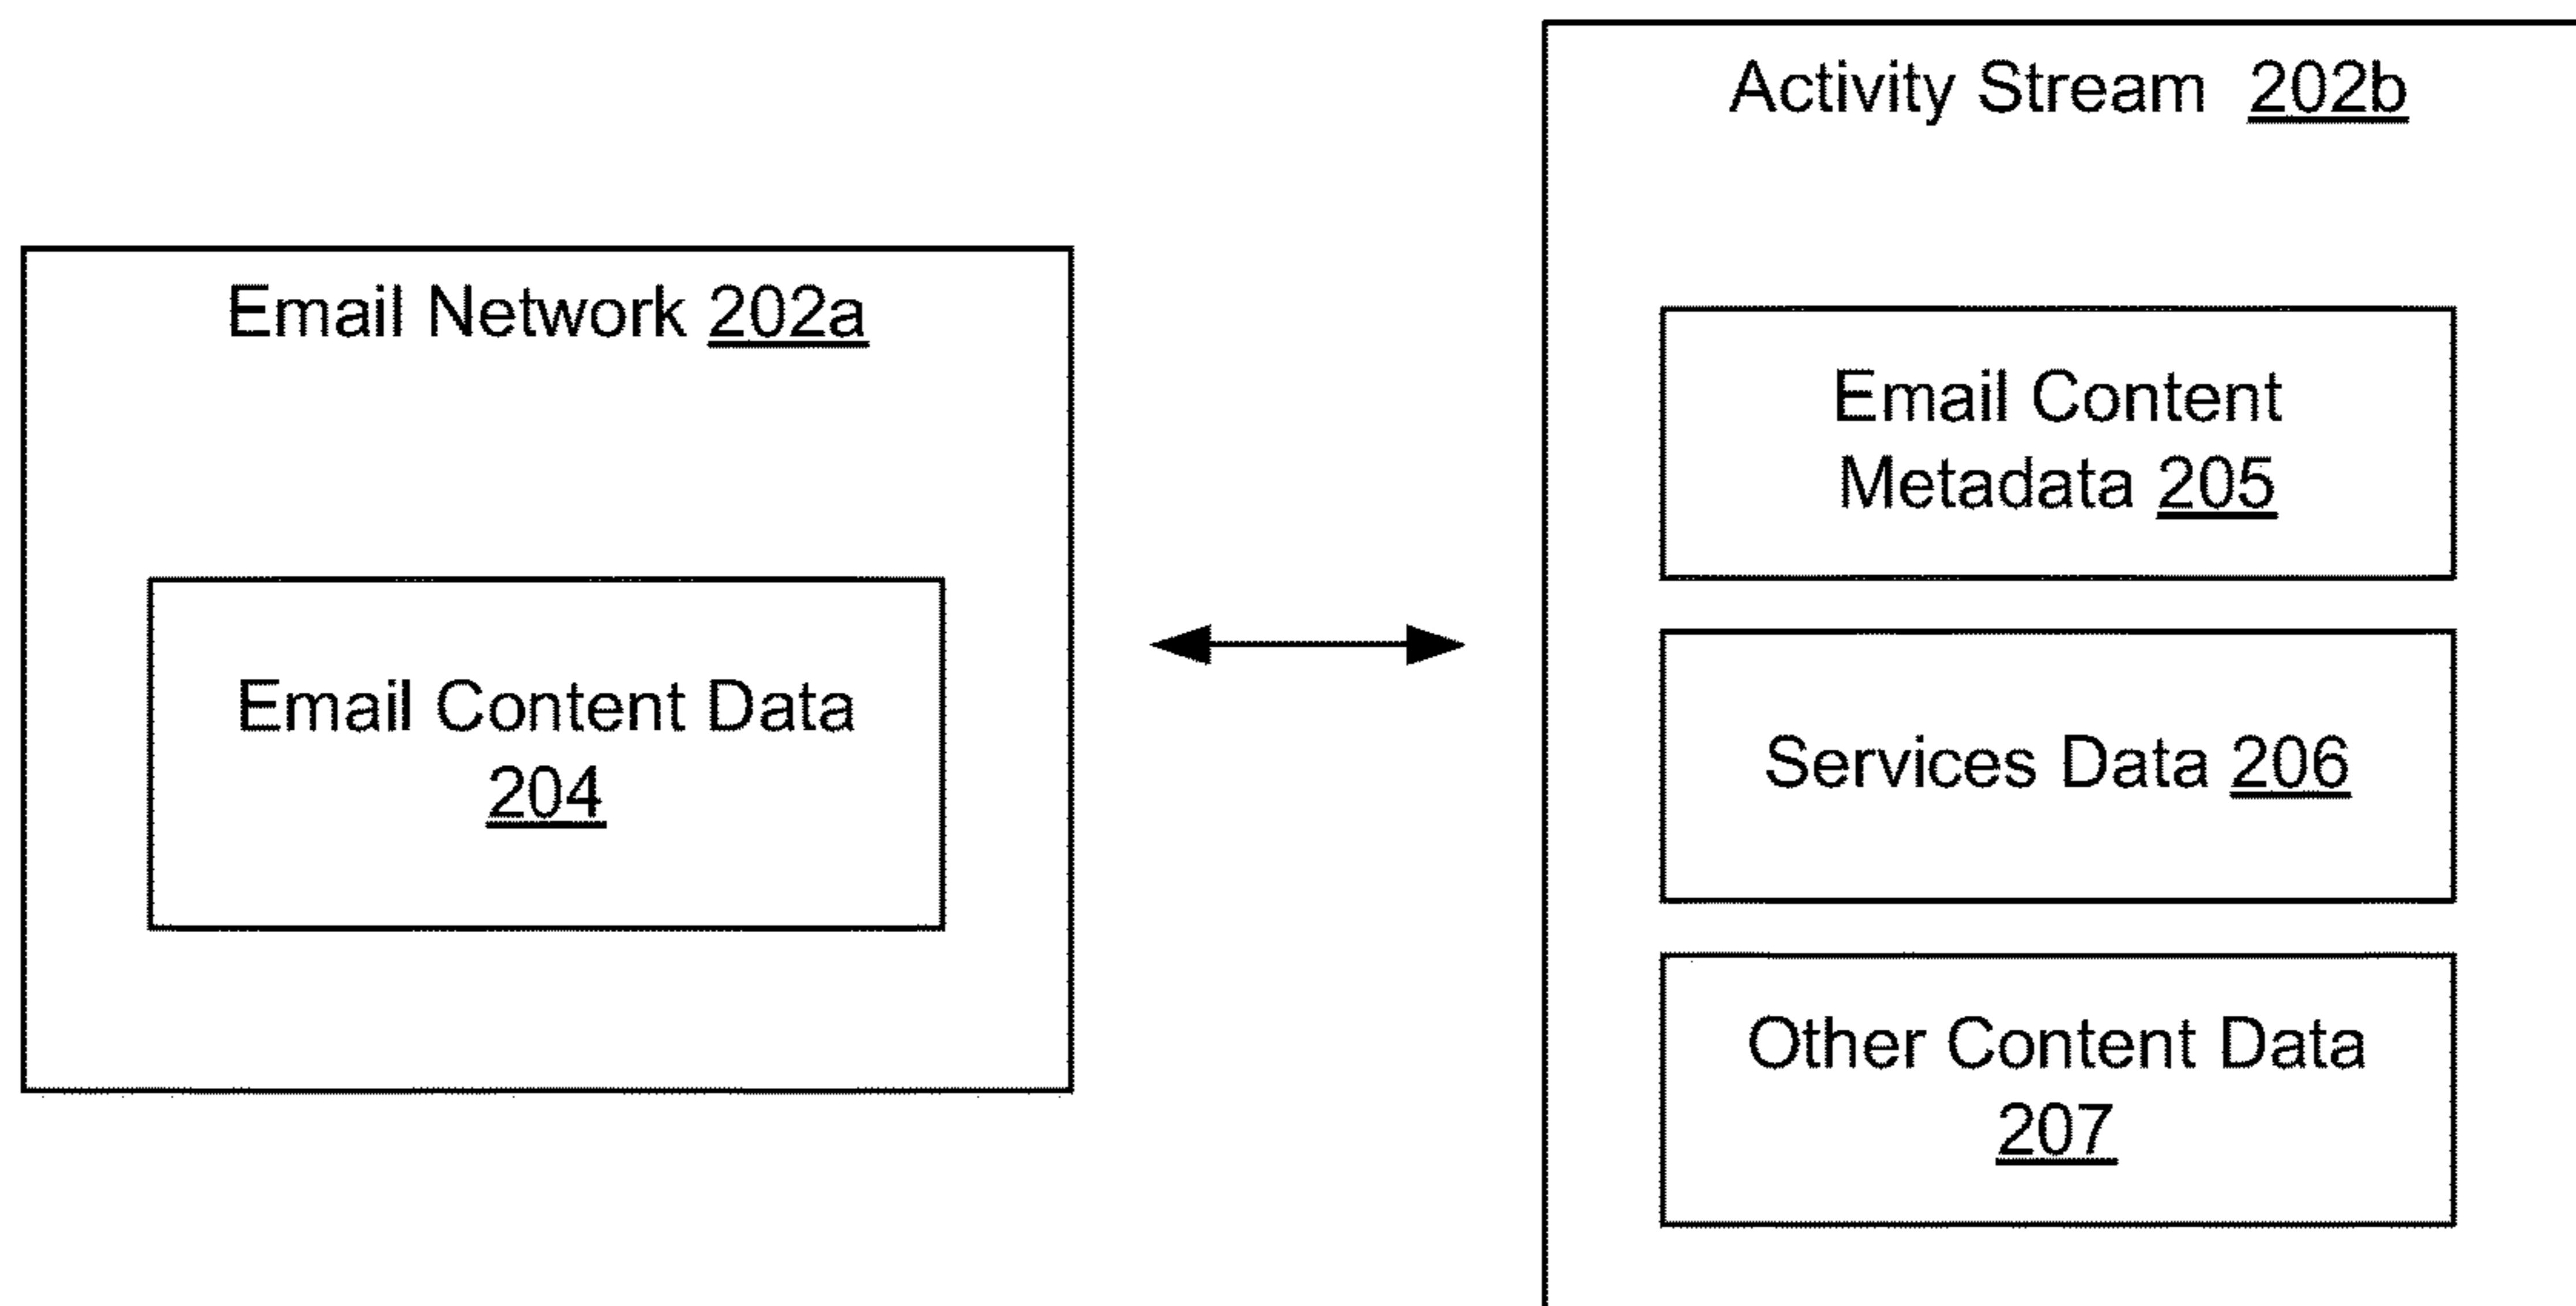 Activity Stream 202b
Email Network 202a
Email Content
Metadata 205
Email Content Data
204
Services Data 206
Other Content Data
207